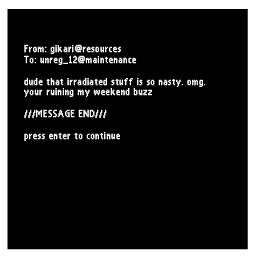 From: gikari@resources
To: unreg_12@maintenance
dude that irradiated stuff is so nasty. omg.
your ruining my weekend buzz
///MESSAGE END///
press enter to continue